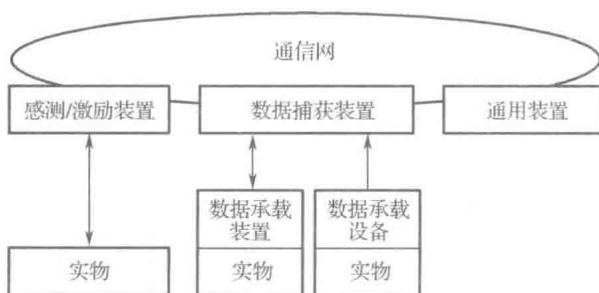 通信网
感测/激励装置
数据捕获装置
通用装置
数据承载
装置
数据承载
设备
实物
实物
实物